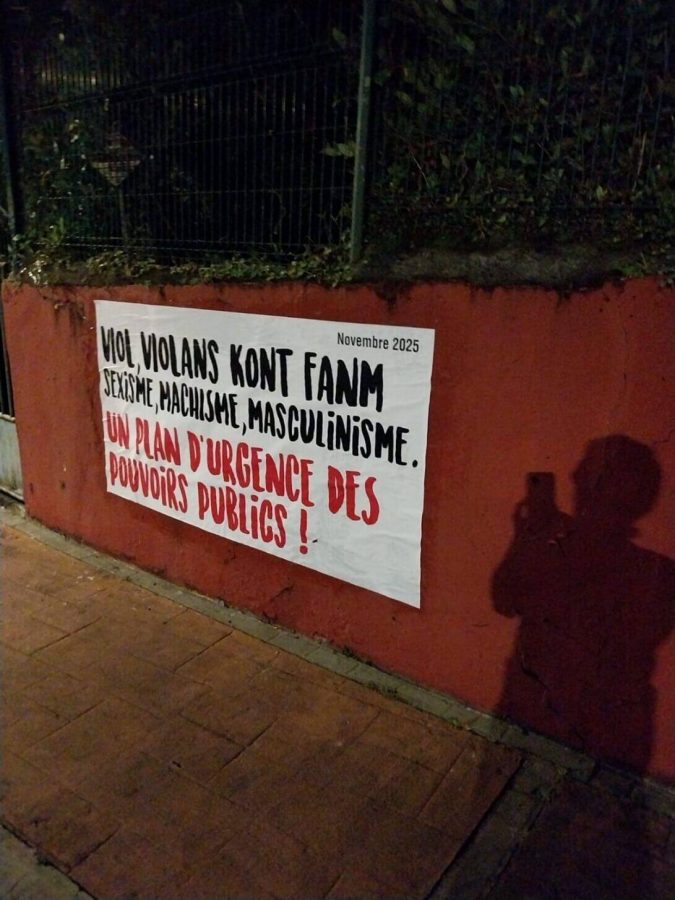 Novembre 2025
VIOL, VIOLANS KONT FANM
SEXISME, MACHISME, MASCULINISME.
UN PLAN D'URGENCE DES
POUVOIRS PUBLICS !